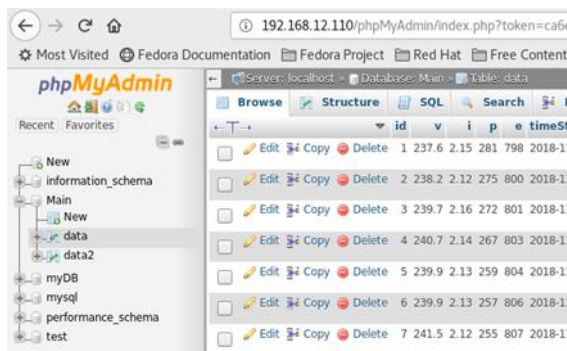 192.168.12.110/phpMyAdmin/index.php?token=ca6
Most Visited Fedora Documentation Fedora Project Red Hat Free Content
phpMyAdmin
Recent Favorites
New
information_schema
Main
New
data
data2
myDB
mysql
performance_schema
test
Server: localhost » Database: Main » Table: data
Browse Structure SQL Search
id v i p e timeSt
Edit Copy Delete 1 237.6 2.15 281 798 2018-1
Edit Copy Delete 2 238.2 2.12 275 800 2018-1
Edit Copy Delete 3 239.7 2.16 272 801 2018-1
Edit Copy Delete 4 240.7 2.14 267 803 2018-1
Edit Copy Delete 5 239.9 2.13 259 804 2018-1
Edit Copy Delete 6 239.9 2.13 257 806 2018-1
Edit Copy Delete 7 241.5 2.12 255 807 2018-1